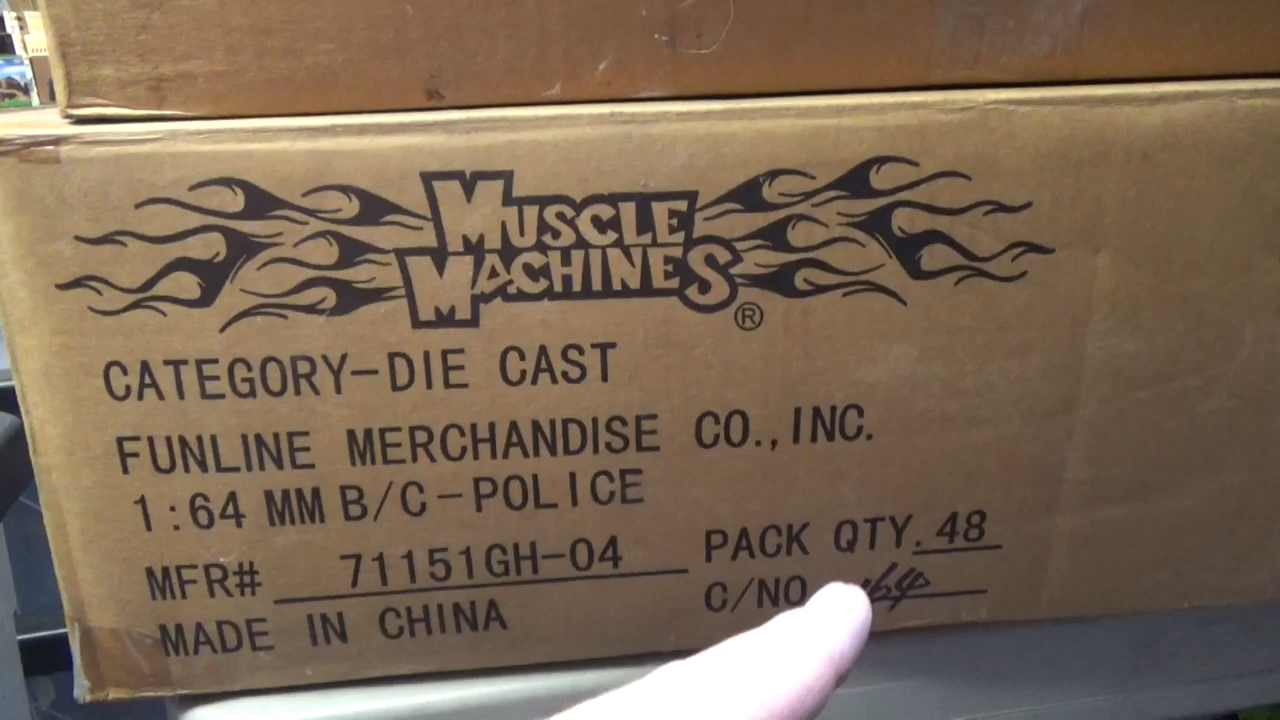 MUSCLE
MACHINES®
CATEGORY-DIE CAST
FUNLINE MERCHANDISE CO., INC.
1:64 MM B/C-POLICE
MFR# 71151GH-04 PACK QTY. 48
MADE IN CHINA C/NO